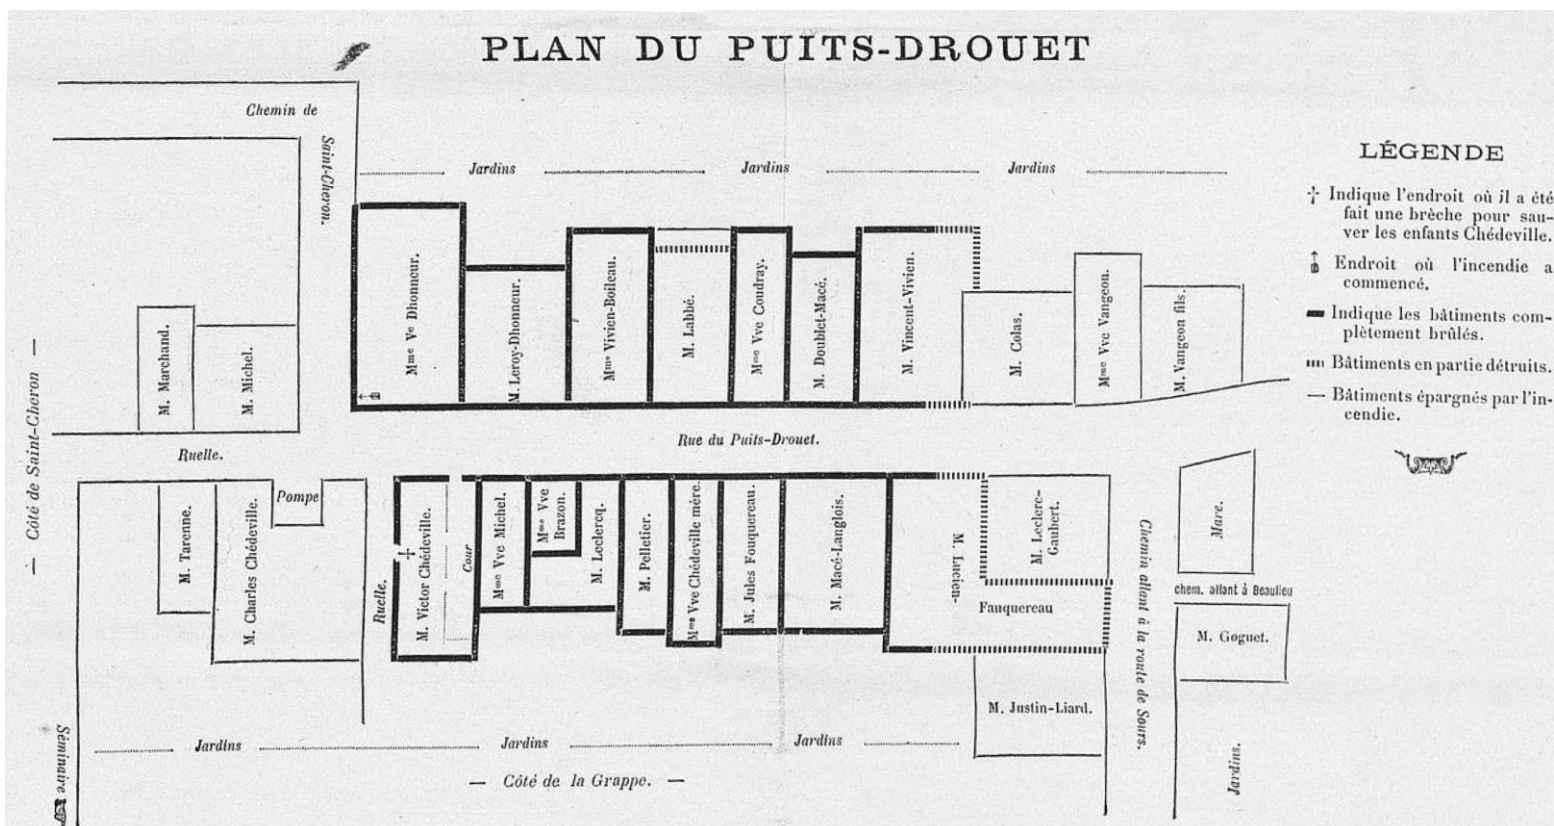 PLAN DU PUITS-DROUET
Chemin de
Saint-Cheron.
Jardins
Jardins
Jardins
LÉGENDE
Indique l'endroit où il a été
fait une brèche pour sau-
ver les enfants Chédeville.
Endroit où l'incendie a
commencé.
Indique les bâtiments com-
plètement brûlés.
Bâtiments en partie détruits.
— Bâtiments épargnés par l'in-
cendie.
— Côté de Saint-Cheron —
M. Marchand.
M. Michel.
Mme Ve Dhonneur.
M. Leroy-Dhonneur.
Mme Vivien-Boileau.
M. Labbé.
Mme Vve Coudray.
M. Doublet-Macé.
M. Vincent-Vivien.
M. Colas.
Mme Vve Vangeon.
M. Vangeon fils.
Rue du Puits-Drouet.
Ruelle.
M. Tarenne.
M. Charles Chédeville.
Pompe
Ruelle.
M. Victor Chédeville.
Cour
Mme Vve Michel.
Mme Vve
Brazon.
M. Leclercq.
M. Pelletier.
Mme Vve Chédeville mère.
M. Jules Fouquereau.
M. Macé-Langlois.
M. Lucien-
Fauquereau
M. Leclerc-
Gaubert.
Chemin allant à la route de Sours.
Mare.
chem. allant à Beaulieu
M. Goguet.
M. Justin-Liard.
Jardins.
Séminaire
Jardins
Jardins
Jardins
— Côté de la Grappe. —